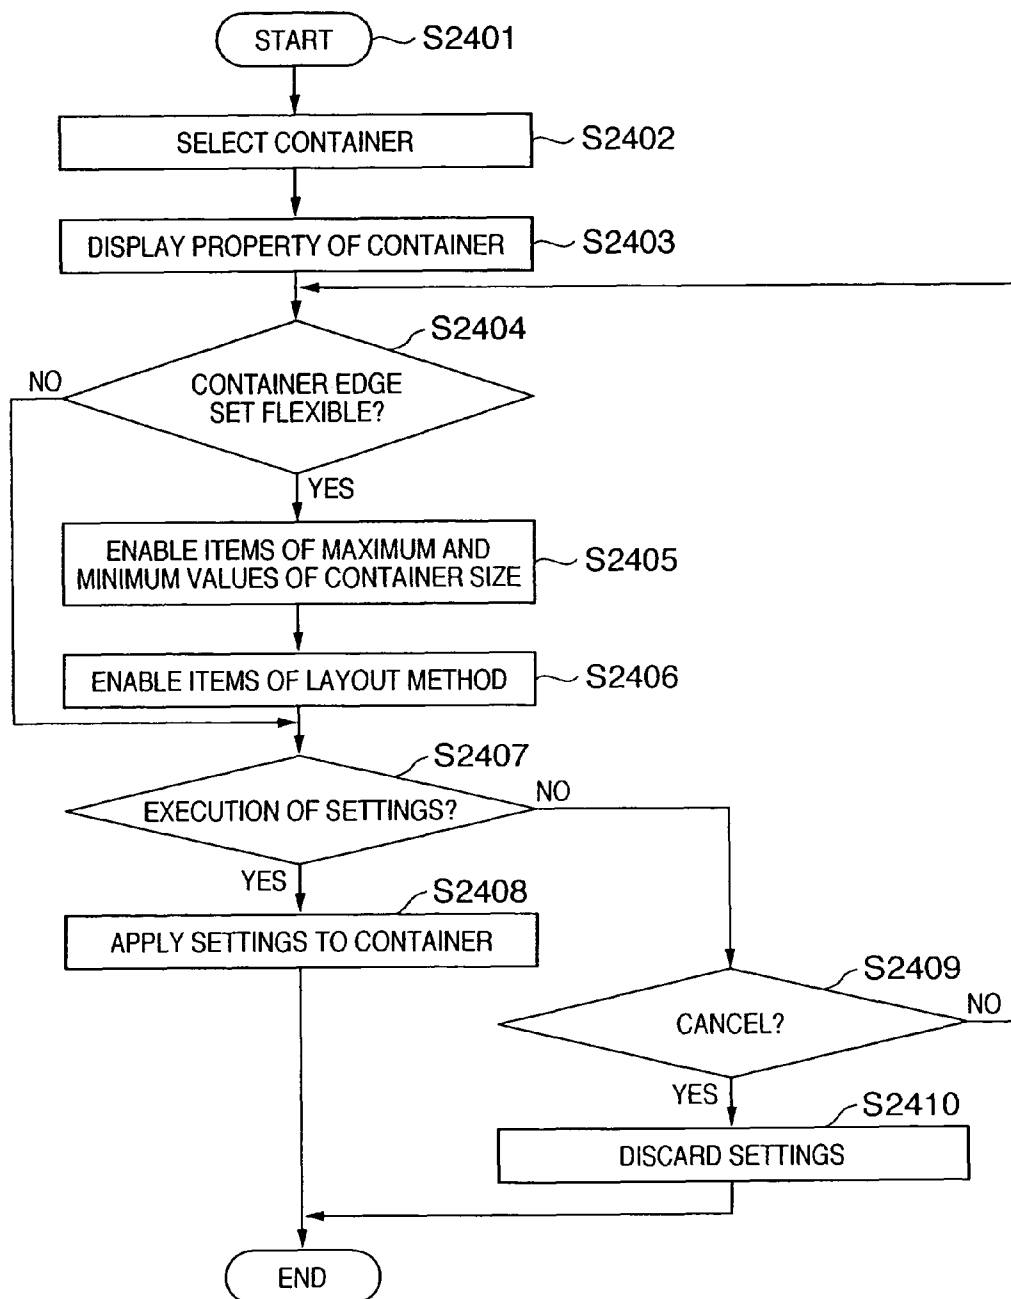 START
S2401
SELECT CONTAINER
S2402
DISPLAY PROPERTY OF CONTAINER
S2403
S2404
NO
CONTAINER EDGE
SET FLEXIBLE?
YES
ENABLE ITEMS OF MAXIMUM AND
MINIMUM VALUES OF CONTAINER SIZE
S2405
ENABLE ITEMS OF LAYOUT METHOD
S2406
S2407
EXECUTION OF SETTINGS?
NO
YES
S2408
APPLY SETTINGS TO CONTAINER
S2409
CANCEL?
NO
YES
S2410
DISCARD SETTINGS
END